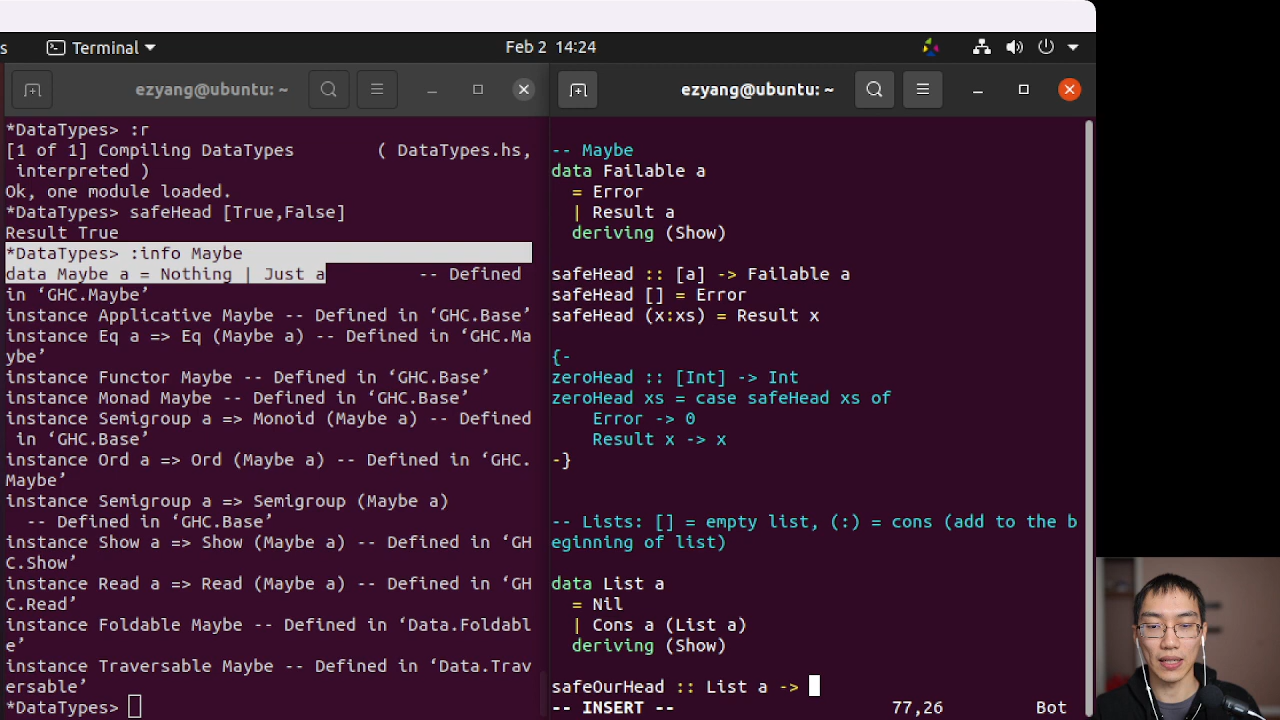 s
Terminal
Feb 2 14:24
ezyang@ubuntu: ~
*DataTypes> :r
[1 of 1] Compiling DataTypes ( DataTypes.hs,
interpreted )
Ok, one module loaded.
*DataTypes> safeHead [True,False]
Result True
*DataTypes> :info Maybe
data Maybe a = Nothing | Just a -- Defined
in ‘GHC.Maybe’
instance Applicative Maybe -- Defined in ‘GHC.Base’
instance Eq a => Eq (Maybe a) -- Defined in ‘GHC.Ma
ybe’
instance Functor Maybe -- Defined in ‘GHC.Base’
instance Monad Maybe -- Defined in ‘GHC.Base’
instance Semigroup a => Monoid (Maybe a) -- Defined
in ‘GHC.Base’
instance Ord a => Ord (Maybe a) -- Defined in ‘GHC.
Maybe’
instance Semigroup a => Semigroup (Maybe a)
-- Defined in ‘GHC.Base’
instance Show a => Show (Maybe a) -- Defined in ‘GH
C.Show’
instance Read a => Read (Maybe a) -- Defined in ‘GH
C.Read’
instance Foldable Maybe -- Defined in ‘Data.Foldabl
e’
instance Traversable Maybe -- Defined in ‘Data.Trav
ersable’
*DataTypes>
ezyang@ubuntu: ~
-- Maybe
data Failable a
= Error
| Result a
deriving (Show)
safeHead :: [a] -> Failable a
safeHead [] = Error
safeHead (x:xs) = Result x
{-
zeroHead :: [Int] -> Int
zeroHead xs = case safeHead xs of
Error -> 0
Result x -> x
-}
-- Lists: [] = empty list, (:) = cons (add to the b
eginning of list)
data List a
= Nil
| Cons a (List a)
deriving (Show)
safeOurHead :: List a ->
-- INSERT -- 77,26 Bot